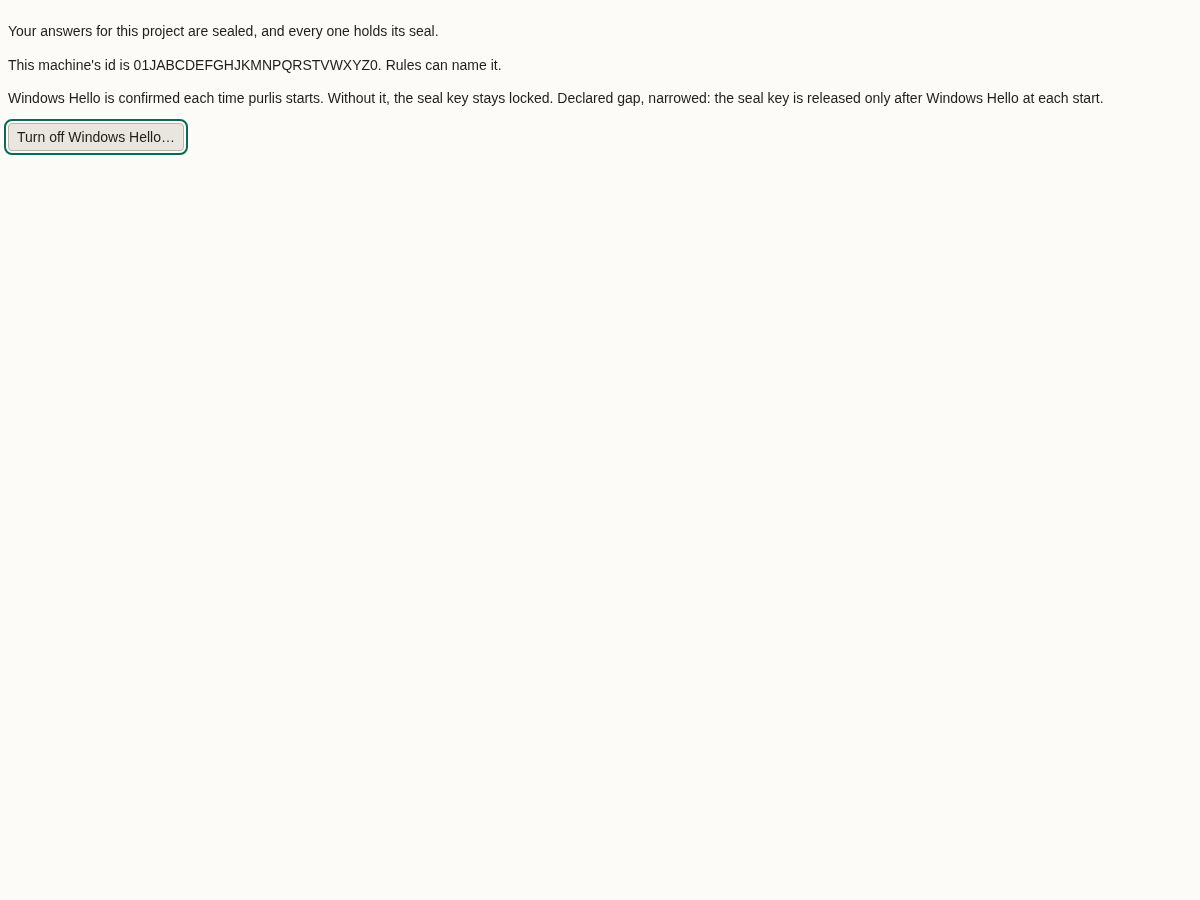 Your answers for this project are sealed, and every one holds its seal.
This machine's id is 01JABCDEFGHJKMNPQRSTVWXYZ0. Rules can name it.
Windows Hello is confirmed each time purlis starts. Without it, the seal key stays locked. Declared gap, narrowed: the seal key is released only after Windows Hello at each start.
Turn off Windows Hello…